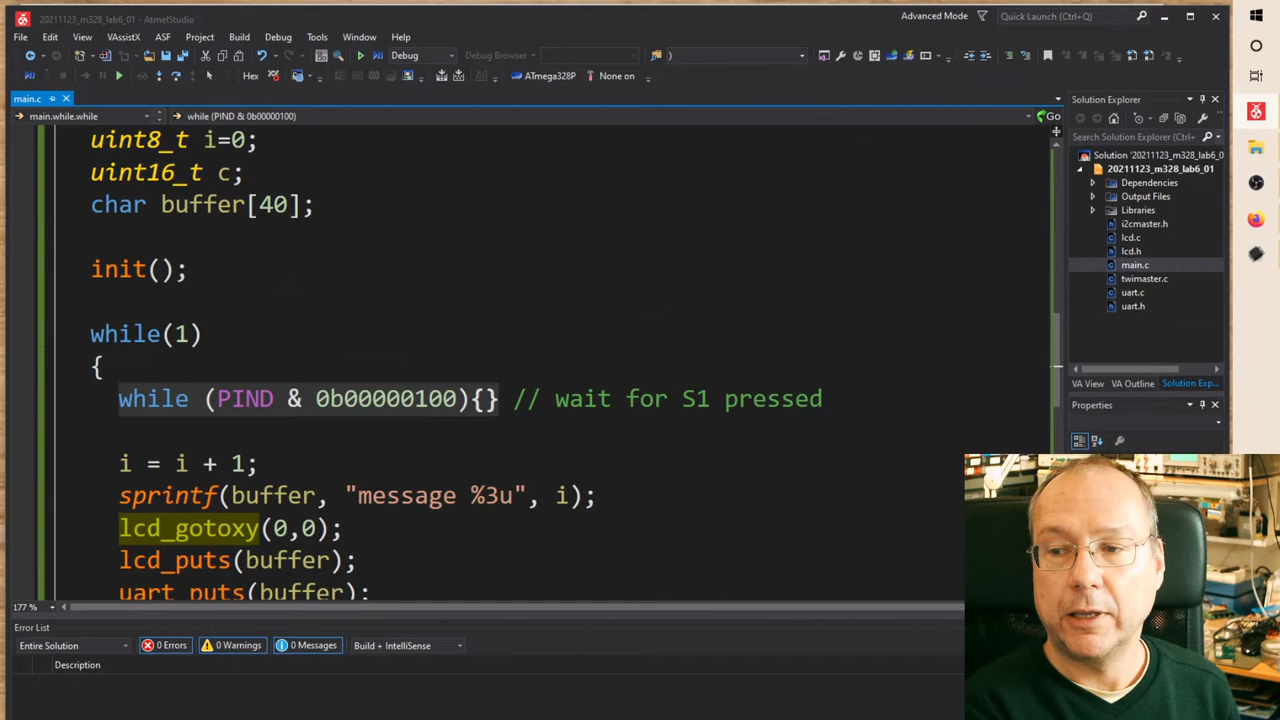 20211123_m328_lab6_01 - AtmelStudio
Advanced Mode
Quick Launch (Ctrl+Q)
File Edit View VAssistX ASF Project Build Debug Tools Window Help
Debug
Debug Browser
)
Hex
ATmega328P
None on
main.c
main.while.while
while (PIND & 0b00000100)
Go
uint8_t i=0;
uint16_t c;
char buffer[40];
init();
while(1)
{
while (PIND & 0b00000100){} // wait for S1 pressed
i = i + 1;
sprintf(buffer, "message %3u", i);
lcd_gotoxy(0,0);
lcd_puts(buffer);
uart_puts(buffer);
177 %
Error List
Entire Solution
0 Errors
0 Warnings
0 Messages
Build + IntelliSense
Description
Solution Explorer
Search Solution Explorer (Ctrl+
Solution '20211123_m328_lab6_0
20211123_m328_lab6_01
Dependencies
Output Files
Libraries
i2cmaster.h
lcd.c
lcd.h
main.c
twimaster.c
uart.c
uart.h
VA View
VA Outline
Solution Exp...
Properties